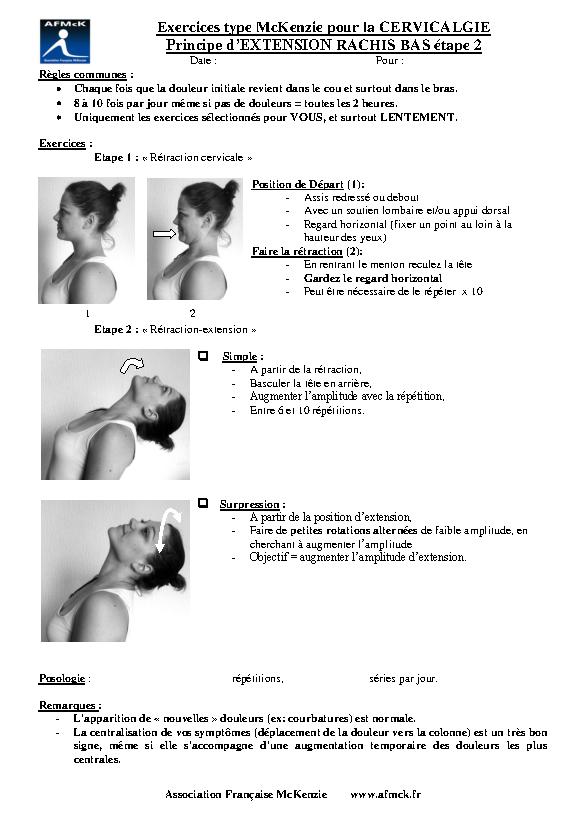 AFMcK
Association Française McKenzie
Exercices type McKenzie pour la CERVICALGIE
Principe d'EXTENSION RACHIS BAS étape 2
Date : Pour :
Règles communes :
• Chaque fois que la douleur initiale revient dans le cou et surtout dans le bras.
• 8 à 10 fois par jour même si pas de douleurs = toutes les 2 heures.
• Uniquement les exercices sélectionnés pour VOUS, et surtout LENTEMENT.
Exercices :
Etape 1 : « Rétraction cervicale »
Position de Départ (1):
- Assis redressé ou debout
- Avec un soutien lombaire et/ou appui dorsal
- Regard horizontal (fixer un point au loin à la
hauteur des yeux)
Faire la rétraction (2):
- En rentrant le menton reculez la tête
- Gardez le regard horizontal
- Peut être nécessaire de le répéter x 10
1 2
Etape 2 : « Rétraction-extension »
❑ Simple :
- A partir de la rétraction,
- Basculer la tête en arrière,
- Augmenter l'amplitude avec la répétition,
- Entre 6 et 10 répétitions.
❑ Surpression :
- A partir de la position d'extension,
- Faire de petites rotations alternées de faible amplitude, en
cherchant à augmenter l'amplitude
- Objectif = augmenter l'amplitude d'extension.
Posologie : répétitions, séries par jour.
Remarques :
- L'apparition de « nouvelles » douleurs (ex: courbatures) est normale.
- La centralisation de vos symptômes (déplacement de la douleur vers la colonne) est un très bon
signe, même si elle s'accompagne d'une augmentation temporaire des douleurs les plus
centrales.
Association Française McKenzie www.afmck.fr